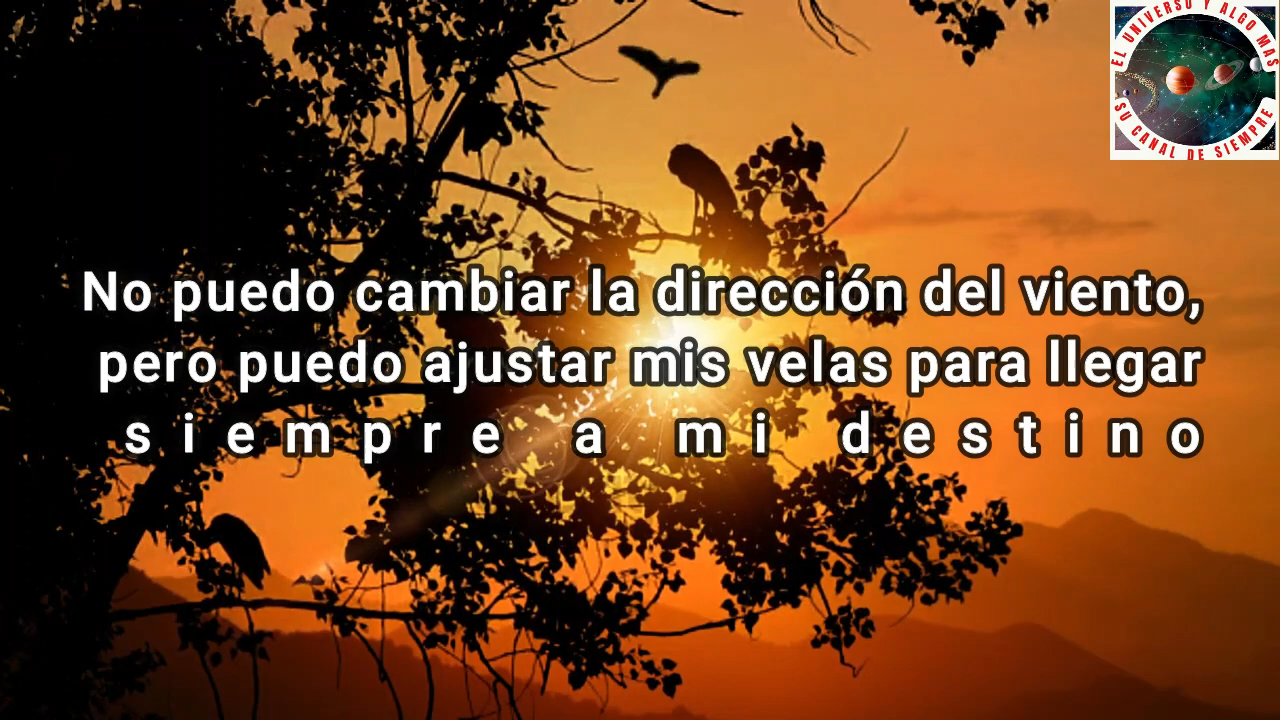 EL UNIVERSO Y ALGO MAS
SU CANAL DE SIEMPRE
No puedo cambiar la dirección del viento,
pero puedo ajustar mis velas para llegar
siempre a mi destino